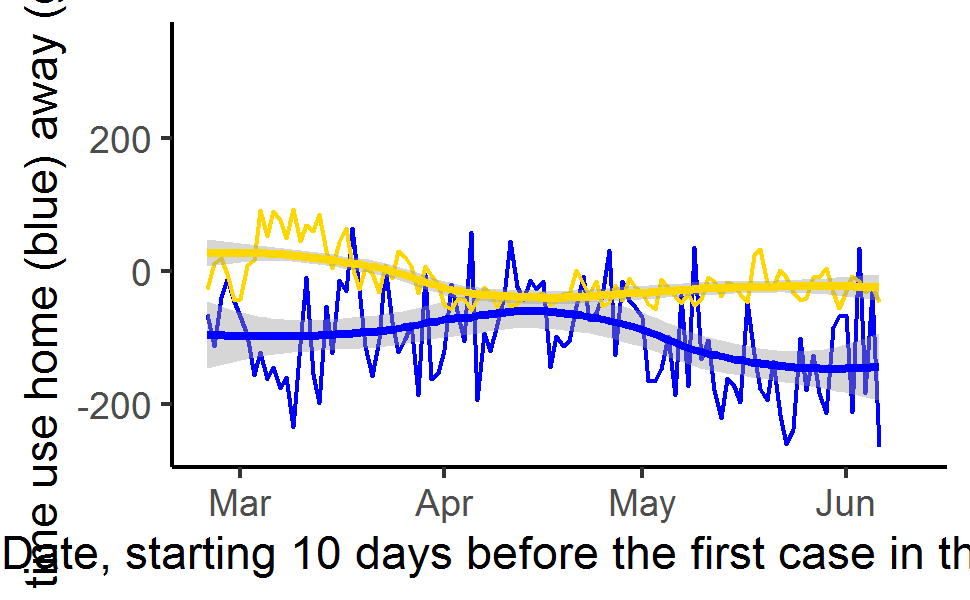 time use home (blue) away (
200
0
-200
Mar Apr May Jun
Date, starting 10 days before the first case in th